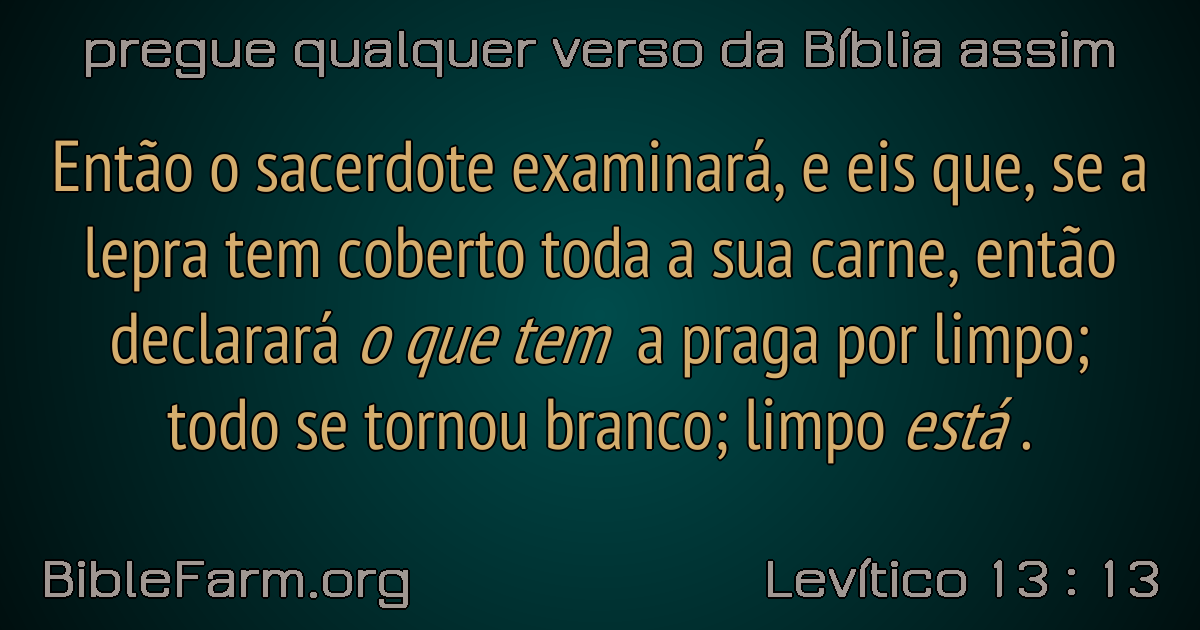 pregue qualquer verso da Bíblia assim
Então o sacerdote examinará, e eis que, se a
lepra tem coberto toda a sua carne, então
declarará o que tem a praga por limpo;
todo se tornou branco; limpo está .
BibleFarm.org
Levítico 13 : 13